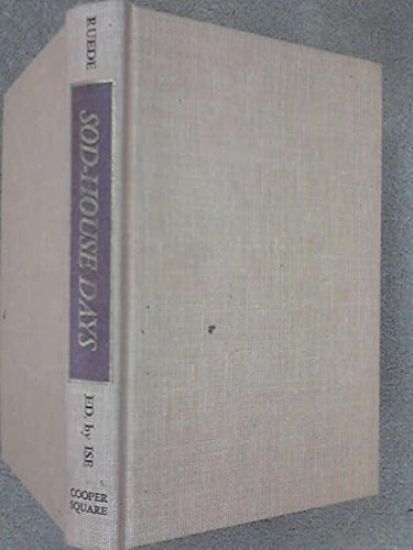 RUEDE
SOD-HOUSE DAYS
ED. by ISE
COOPER
SQUARE